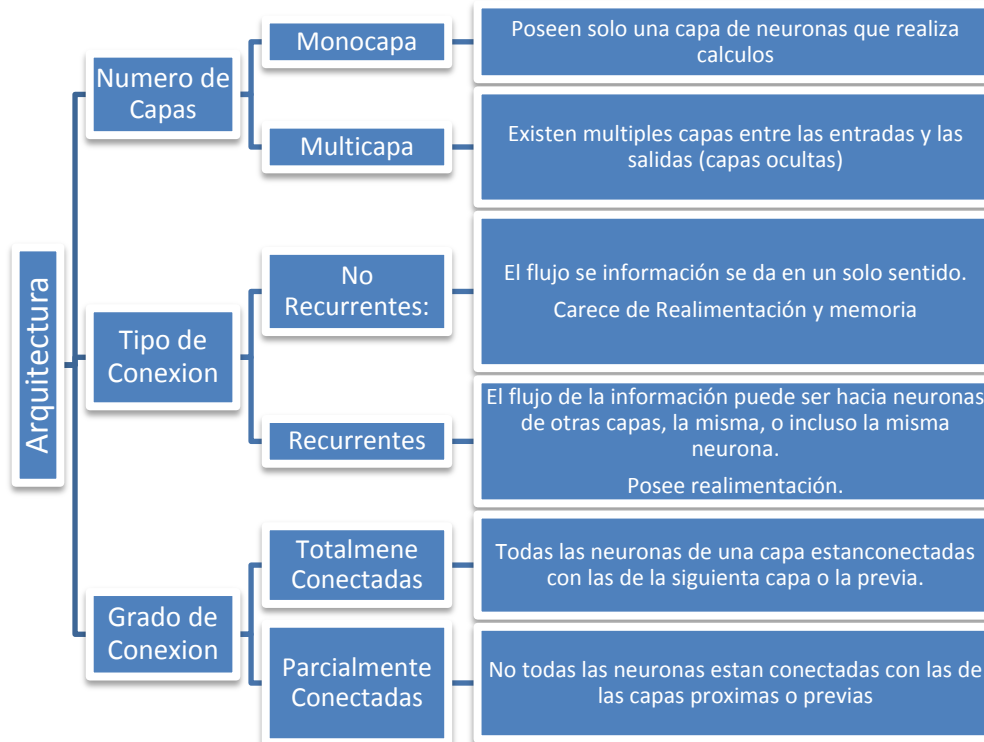 Arquitectura
Numero de
Capas
Monocapa
Poseen solo una capa de neuronas que realiza
calculos
Multicapa
Existen multiples capas entre las entradas y las
salidas (capas ocultas)
Tipo de
Conexion
No
Recurrentes:
El flujo se información se da en un solo sentido.
Carece de Realimentación y memoria
Recurrentes
El flujo de la información puede ser hacia neuronas
de otras capas, la misma, o incluso la misma
neurona.
Posee realimentación.
Grado de
Conexion
Totalmene
Conectadas
Todas las neuronas de una capa estanconectadas
con las de la siguienta capa o la previa.
Parcialmente
Conectadas
No todas las neuronas estan conectadas con las de
las capas proximas o previas